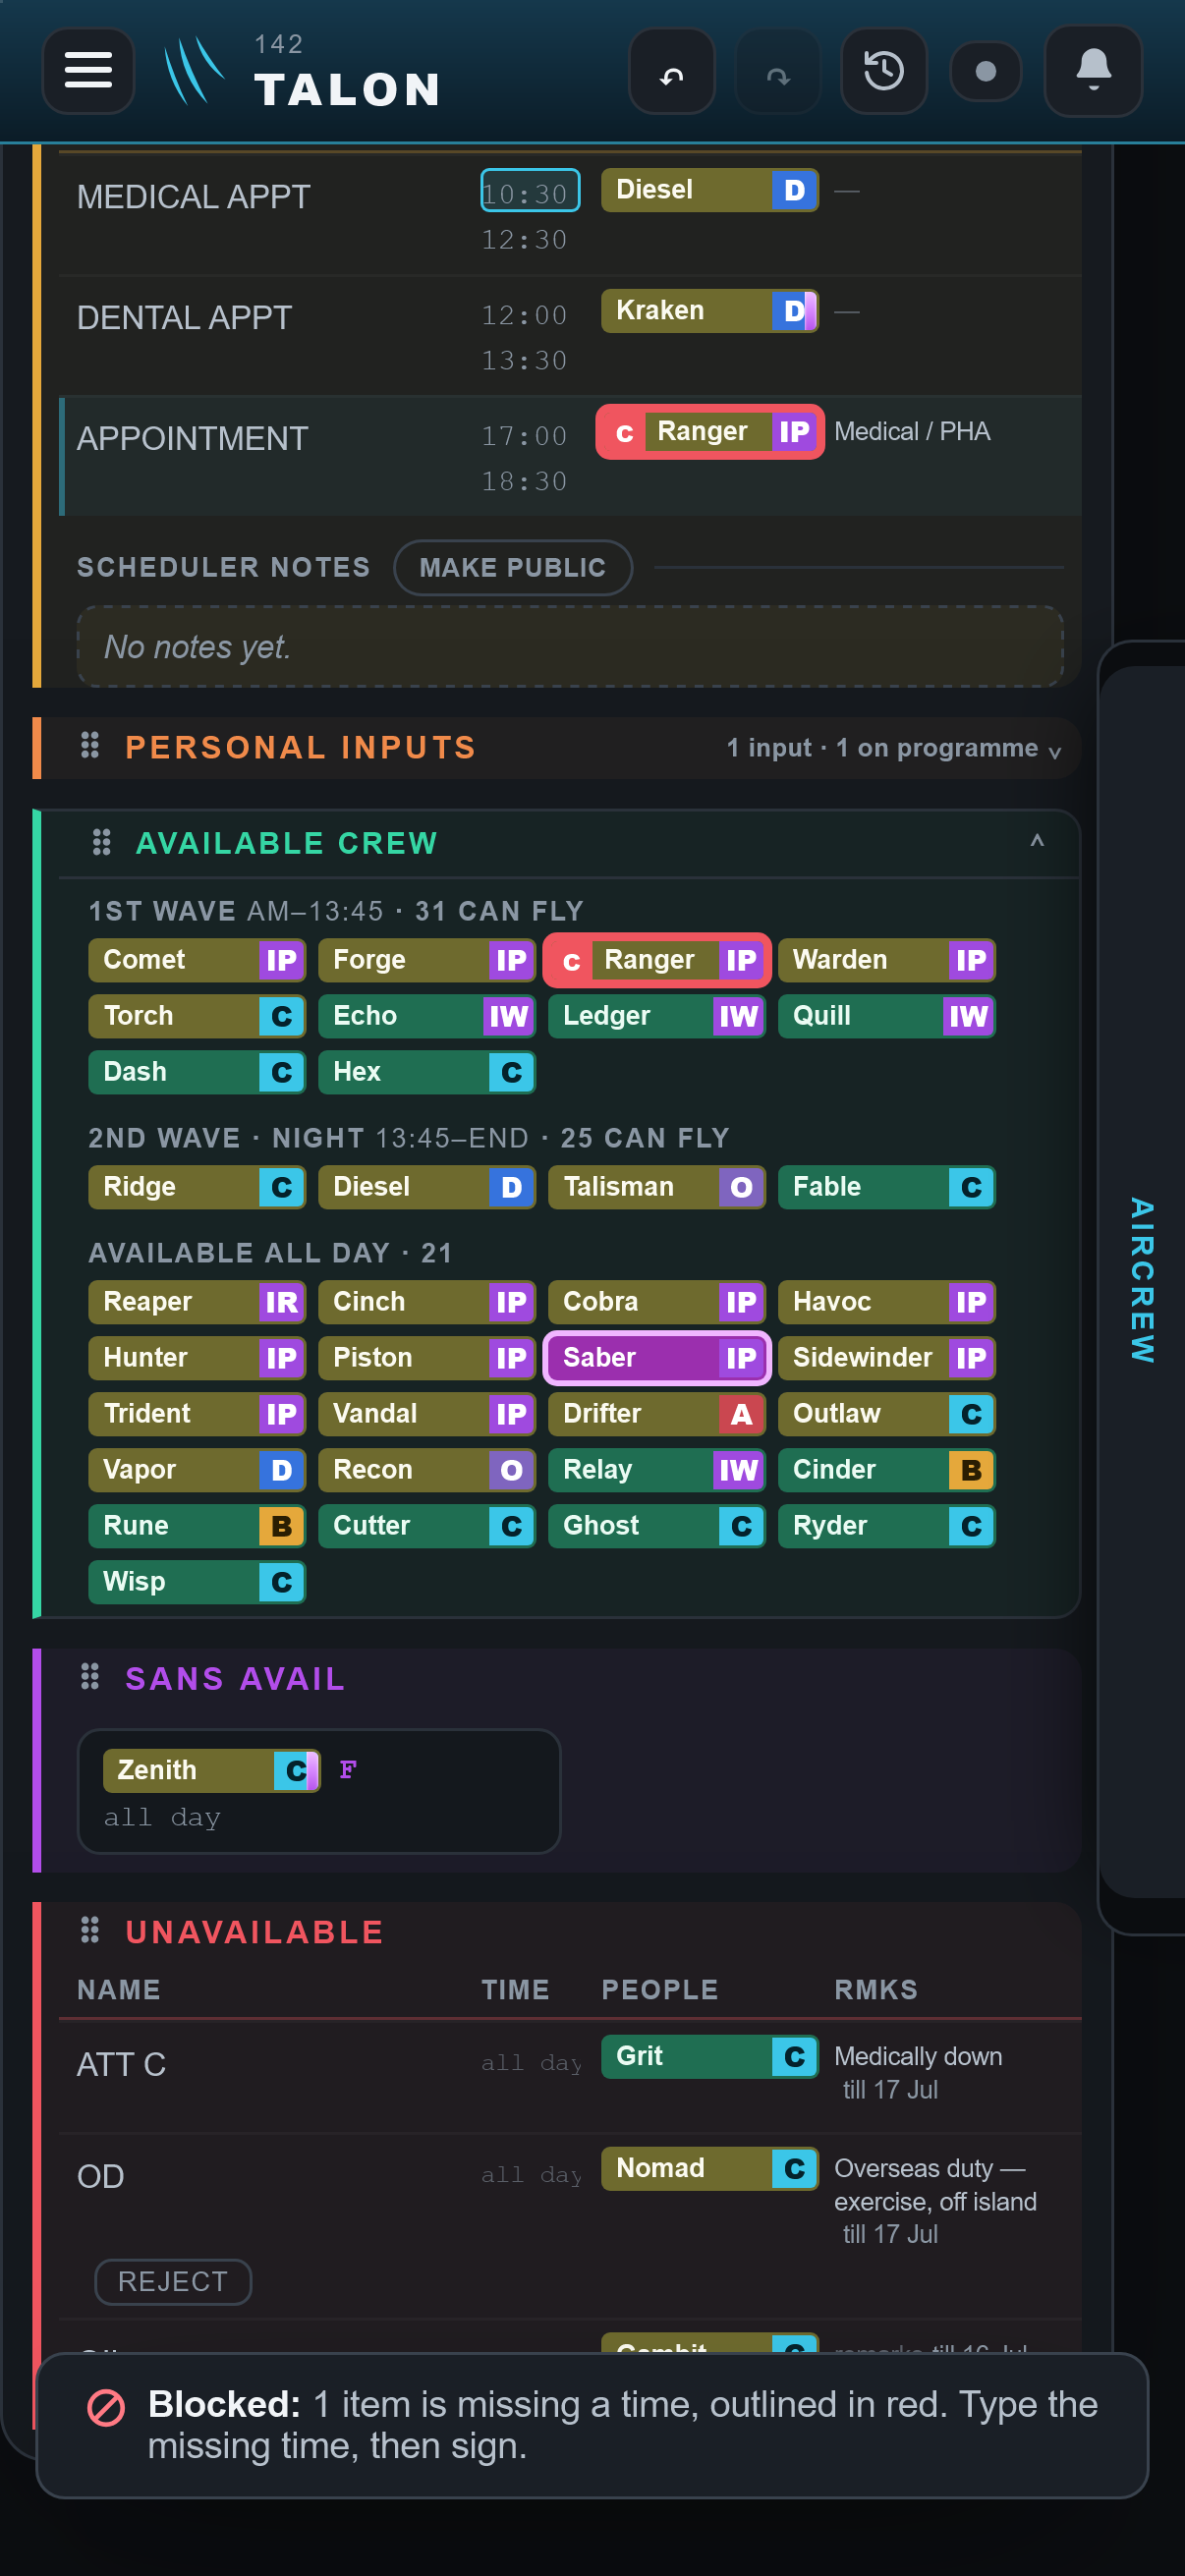 142
TALON
MEDICAL APPT 10:30 Diesel D —
12:30
DENTAL APPT 12:00 Kraken D —
13:30
APPOINTMENT 17:00 c Ranger IP Medical / PHA
18:30
SCHEDULER NOTES MAKE PUBLIC
No notes yet.
PERSONAL INPUTS 1 input · 1 on programme
AVAILABLE CREW
1ST WAVE AM–13:45 · 31 CAN FLY
Comet IP Forge IP c Ranger IP Warden IP
Torch C Echo IW Ledger IW Quill IW
Dash C Hex C
2ND WAVE · NIGHT 13:45–END · 25 CAN FLY
Ridge C Diesel D Talisman O Fable C
AVAILABLE ALL DAY · 21
Reaper IR Cinch IP Cobra IP Havoc IP
Hunter IP Piston IP Saber IP Sidewinder IP
Trident IP Vandal IP Drifter A Outlaw C
Vapor D Recon O Relay IW Cinder B
Rune B Cutter C Ghost C Ryder C
Wisp C
AIRCREW
SANS AVAIL
Zenith C F
all day
UNAVAILABLE
NAME TIME PEOPLE RMKS
ATT C all day Grit C Medically down
till 17 Jul
OD all day Nomad C Overseas duty —
exercise, off island
till 17 Jul
REJECT
Blocked: 1 item is missing a time, outlined in red. Type the
missing time, then sign.